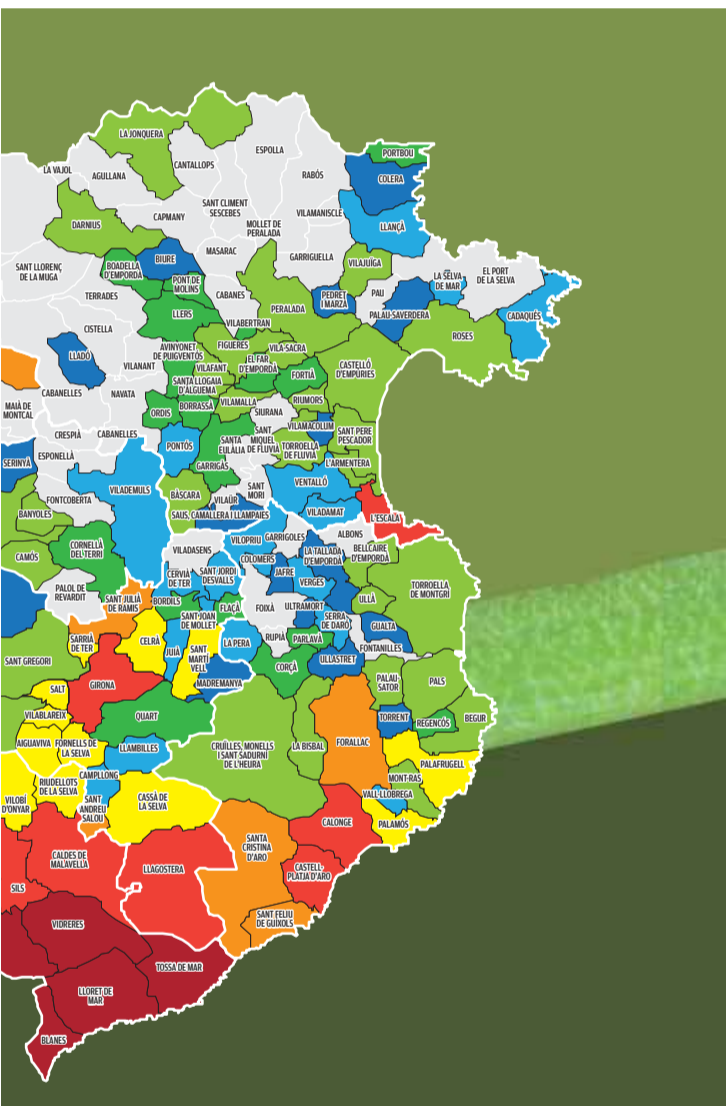 LA JONQUERA
ESPOLLA
PORTBOU
LA VAJOL
CANTALLOPS
AGULLANA
RABÓS
COLERA
SANT CLIMENT
SESCEBES
CAPMANY
VILAMANISCLE
DARNIUS
MOLLET DE
PERALADA
LLANÇÀ
MASARAC
BIURE
GARRIGUELLA
VILAJUÏGA
SANT LLORENÇ
DE LA MUGA
BOADELLA
D'EMPORDÀ
LA SELVA
DE MAR
EL PORT
DE LA SELVA
PONT DE
MOLINS
TERRADES
CABANES
PERALADA
PEDRET
I MARZÀ
PAU
LLERS
PALAU-SAVERDERA
CADAQUÉS
CISTELLA
VILABERTRAN
ROSES
LLADÓ
AVINYONET
DE PUIGVENTÓS
FIGUERES
VILA-SACRA
VILANANT
VILAFANT
EL FAR
D'EMPORDÀ
CASTELLÓ
D'EMPÚRIES
FORTIÀ
SANTA LLOGAIA
D'ÀLGUEMA
CABANELLES
NAVATA
MAIÀ DE
MONTCAL
ORDIS
BORRASSÀ
VILAMALLA
RIUMORS
SIURANA
CRESPIÀ
CABANELLES
VILAMACOLUM
SANT PERE
PESCADOR
PONTÓS
SANTA
EULÀLIA
SANT
MIQUEL
DE FLUVIÀ
TORROELLA
DE FLUVIÀ
SERINYÀ
ESPONELLÀ
GARRIGÀS
L'ARMENTERA
VILADEMULS
FONTCOBERTA
BÀSCARA
VILAÜR
SANT
MORI
VENTALLÓ
BANYOLES
SAUS, CAMALLERA I LLAMPAIES
VILADAMAT
L'ESCALA
CORNELLÀ
DEL TERRI
CAMÓS
VILOPRIU
GARRIGOLES
ALBONS
VILADASENS
LA TALLADA
D'EMPORDÀ
BELLCAIRE
D'EMPORDÀ
COLOMERS
CERVIÀ
DE TER
SANT JORDI
DESVALLS
JAFRE
VERGES
TORROELLA
DE MONTGRÍ
PALOL DE
REVARDIT
SANT JULIÀ
DE RAMIS
BORDILS
FLAÇÀ
FOIXÀ
ULTRAMORT
ULLÀ
SANT JOAN
DE MOLLET
SERRA
DE DARÓ
GUALTA
SARRIÀ
DE TER
CELRÀ
JUIÀ
SANT
MARTÍ
VELL
LA PERA
RUPIÀ
PARLAVÀ
FONTANILLES
SANT GREGORI
ULLASTRET
CORÇÀ
MADREMANYA
PALAU
SATOR
PALS
SALT
GIRONA
VILABLAREIX
QUART
TORRENT
REGENCÓS
BEGUR
AIGUAVIVA
FORNELLS DE
LA SELVA
LLAMBILLES
CRUÏLLES, MONELLS
I SANT SADURNÍ
DE L'HEURA
LA BISBAL
FORALLAC
PALAFRUGELL
CAMPLLONG
RIUDELLOTS
DE LA SELVA
MONT-RAS
VALL-LLOBREGA
VILOBÍ
D'ONYAR
SANT
ANDREU
SALOU
CASSÀ DE
LA SELVA
CALONGE
PALAMÓS
SANTA
CRISTINA
D'ARO
CALDES DE
MALAVELLA
LLAGOSTERA
CASTELL-
PLATJA D'ARO
SILS
SANT FELIU
DE GUÍXOLS
VIDRERES
TOSSA DE MAR
LLORET DE
MAR
BLANES